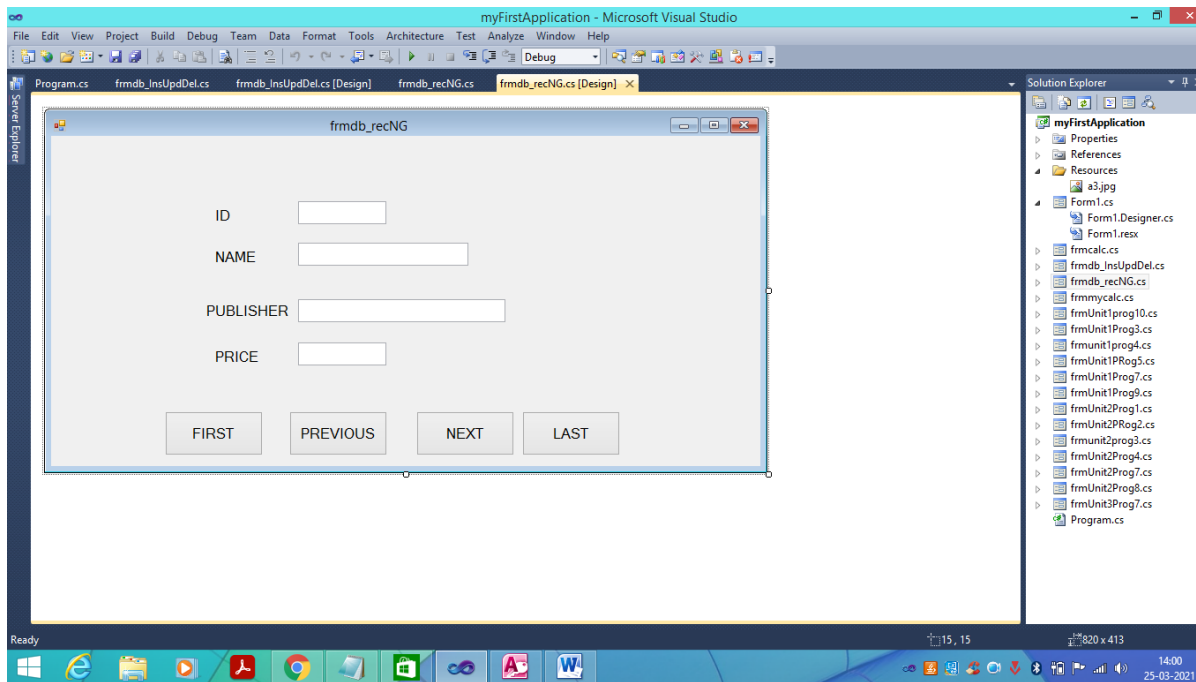 myFirstApplication - Microsoft Visual Studio
File Edit View Project Build Debug Team Data Format Tools Architecture Test Analyze Window Help
Debug
Program.cs frmdb_InsUpdDel.cs frmdb_InsUpdDel.cs [Design] frmdb_recNG.cs frmdb_recNG.cs [Design]
Server Explorer
frmdb_recNG
ID
NAME
PUBLISHER
PRICE
FIRST PREVIOUS NEXT LAST
Solution Explorer
myFirstApplication
Properties
References
Resources
a3.jpg
Form1.cs
Form1.Designer.cs
Form1.resx
frmcalc.cs
frmdb_InsUpdDel.cs
frmdb_recNG.cs
frmmycalc.cs
frmUnit1prog10.cs
frmUnit1Prog3.cs
frmunit1prog4.cs
frmUnit1PRog5.cs
frmUnit1Prog7.cs
frmUnit1Prog9.cs
frmUnit2Prog1.cs
frmUnit2PRog2.cs
frmunit2prog3.cs
frmUnit2Prog4.cs
frmUnit2Prog7.cs
frmUnit2Prog8.cs
frmUnit3Prog7.cs
Program.cs
Ready 15 , 15 820 x 413
14:00
25-03-2021